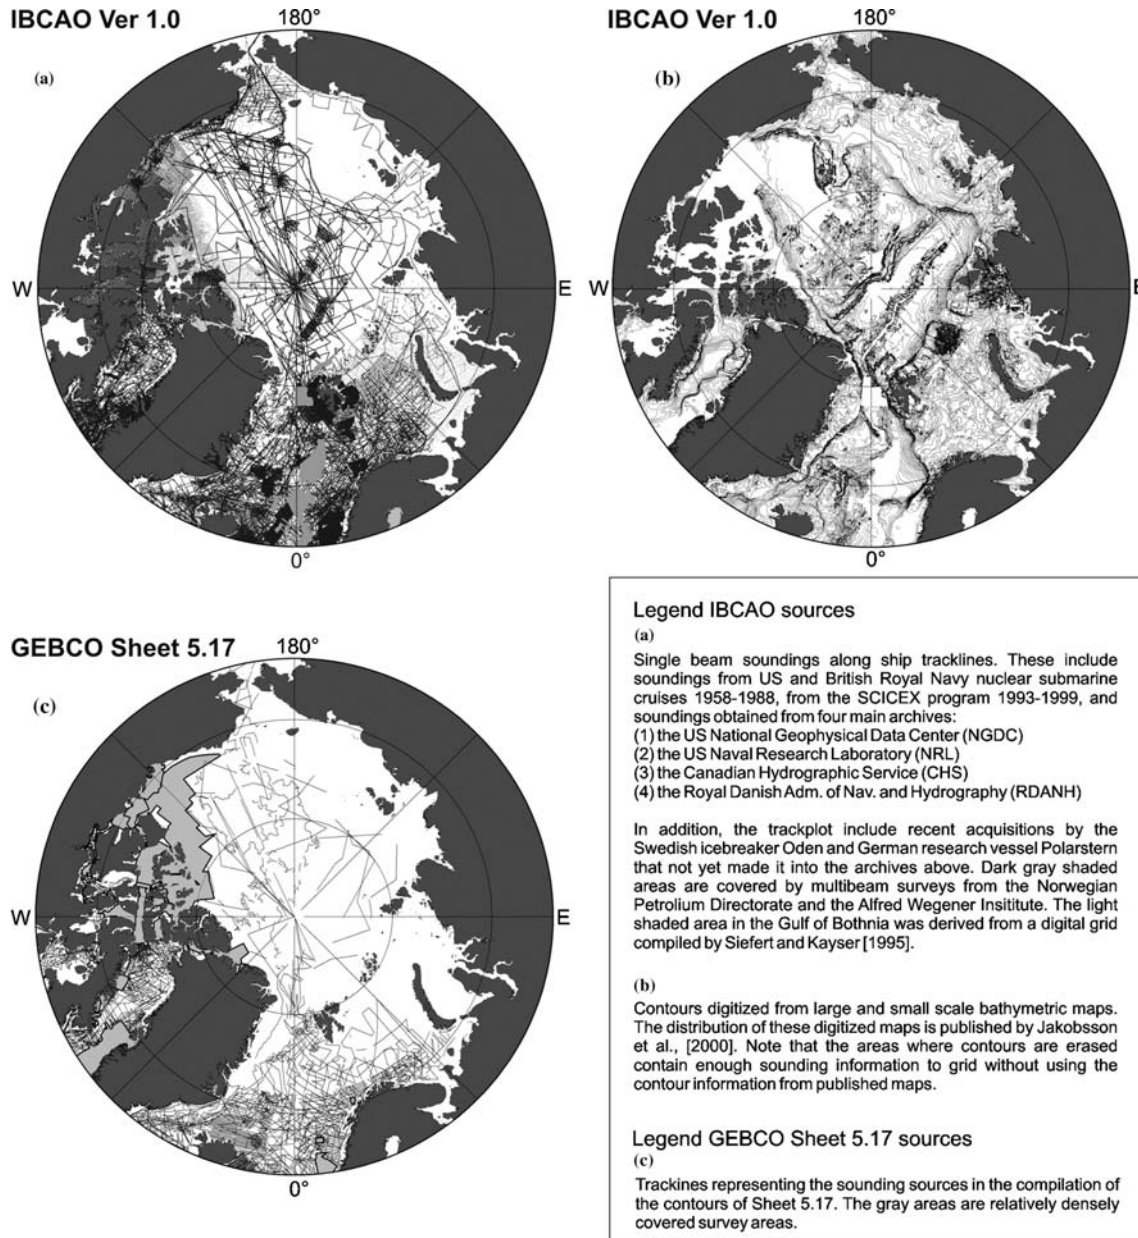 IBCAO Ver 1.0
180°
(a)
W
E
0°
IBCAO Ver 1.0
180°
(b)
W
E
0°
GEBCO Sheet 5.17
180°
(c)
W
E
0°
Legend IBCAO sources
(a)
Single beam soundings along ship tracklines. These include
soundings from US and British Royal Navy nuclear submarine
cruises 1958-1988, from the SCICEX program 1993-1999, and
soundings obtained from four main archives:
(1) the US National Geophysical Data Center (NGDC)
(2) the US Naval Research Laboratory (NRL)
(3) the Canadian Hydrographic Service (CHS)
(4) the Royal Danish Adm. of Nav. and Hydrography (RDANH)
In addition, the trackplot include recent acquisitions by the
Swedish icebreaker Oden and German research vessel Polarstern
that not yet made it into the archives above. Dark gray shaded
areas are covered by multibeam surveys from the Norwegian
Petrolium Directorate and the Alfred Wegener Insititute. The light
shaded area in the Gulf of Bothnia was derived from a digital grid
compiled by Siefert and Kayser [1995].
(b)
Contours digitized from large and small scale bathymetric maps.
The distribution of these digitized maps is published by Jakobsson
et al., [2000]. Note that the areas where contours are erased
contain enough sounding information to grid without using the
contour information from published maps.
Legend GEBCO Sheet 5.17 sources
(c)
Trackines representing the sounding sources in the compilation of
the contours of Sheet 5.17. The gray areas are relatively densely
covered survey areas.